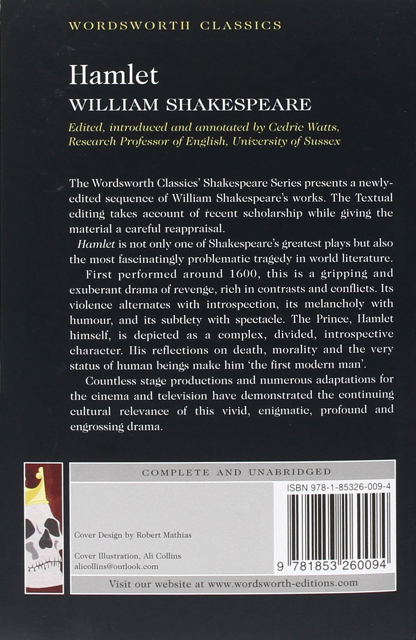 WORDSWORTH CLASSICS
Hamlet
WILLIAM SHAKESPEARE
Edited, introduced and annotated by Cedric Watts,
Research Professor of English, University of Sussex
The Wordsworth Classics' Shakespeare Series presents a newly-
edited sequence of William Shakespeare's works. The Textual
editing takes account of recent scholarship while giving the
material a careful reappraisal.
Hamlet is not only one of Shakespeare's greatest plays but also
the most fascinatingly problematic tragedy in world literature.
First performed around 1600, this is a gripping and
exuberant drama of revenge, rich in contrasts and conflicts. Its
violence alternates with introspection, its melancholy with
humour, and its subtlety with spectacle. The Prince, Hamlet
himself, is depicted as a complex, divided, introspective
character. His reflections on death, morality and the very
status of human beings make him 'the first modern man'.
Countless stage productions and numerous adaptations for
the cinema and television have demonstrated the continuing
cultural relevance of this vivid, enigmatic, profound and
engrossing drama.
COMPLETE AND UNABRIDGED
ISBN 978-1-85326-009-4
Cover Design by Robert Mathias
Cover Illustration, Ali Collins
alicollins@outlook.com
9 781853 260094
Visit our website at www.wordsworth-editions.com